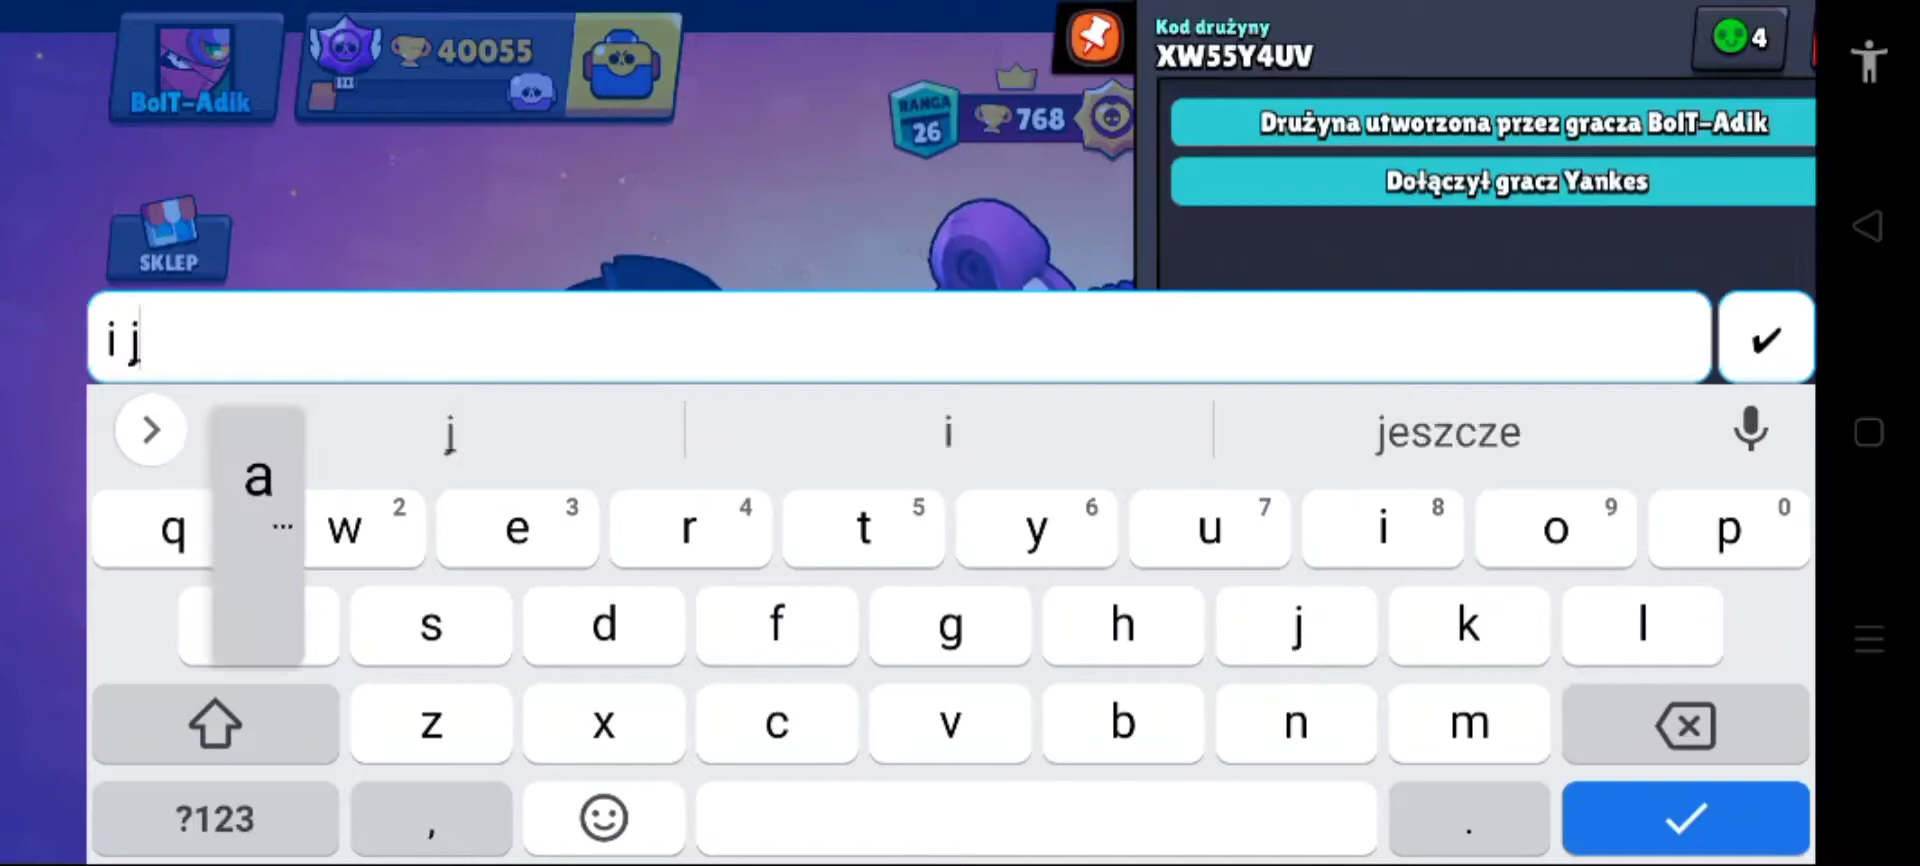 BolT-Adik
III
40055
RANGA
26
768
Kod drużyny
XW55Y4UV
4
Drużyna utworzona przez gracza BolT-Adik
Dołączył gracz Yankes
SKLEP
i j
j i jeszcze
a
...
q w 2 e 3 r 4 t 5 y 6 u 7 i 8 o 9 p 0
s d f g h j k l
z x c v b n m
?123 , .